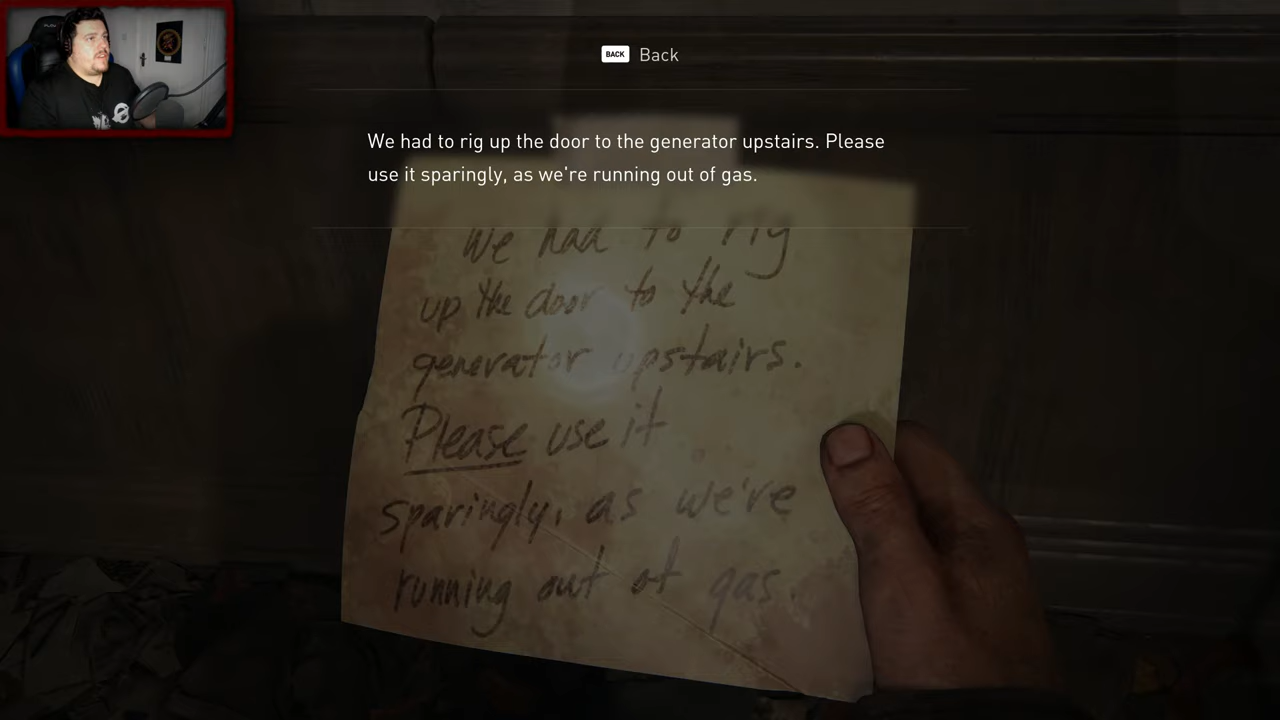 BACK Back
We had to rig up the door to the generator upstairs. Please
use it sparingly, as we're running out of gas.
We had to rig
up the door to the
generator upstairs.
Please use it
sparingly, as we're
running out of gas.